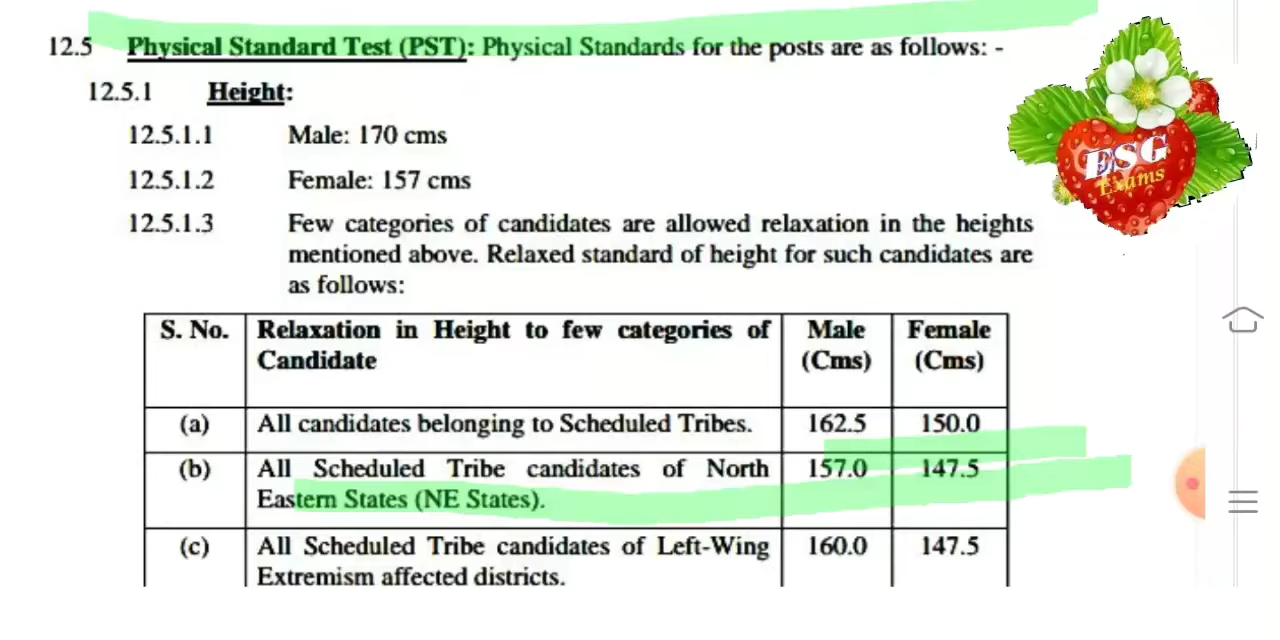 12.5 Physical Standard Test (PST): Physical Standards for the posts are as follows: -
12.5.1 Height:
12.5.1.1 Male: 170 cms
12.5.1.2 Female: 157 cms
12.5.1.3 Few categories of candidates are allowed relaxation in the heights
mentioned above. Relaxed standard of height for such candidates are
as follows:
S. No. Relaxation in Height to few categories of Candidate Male (Cms) Female (Cms)
(a) All candidates belonging to Scheduled Tribes. 162.5 150.0
(b) All Scheduled Tribe candidates of North 157.0 147.5
Eastern States (NE States).
(c) All Scheduled Tribe candidates of Left-Wing 160.0 147.5
Extremism affected districts.
ESG
Exams